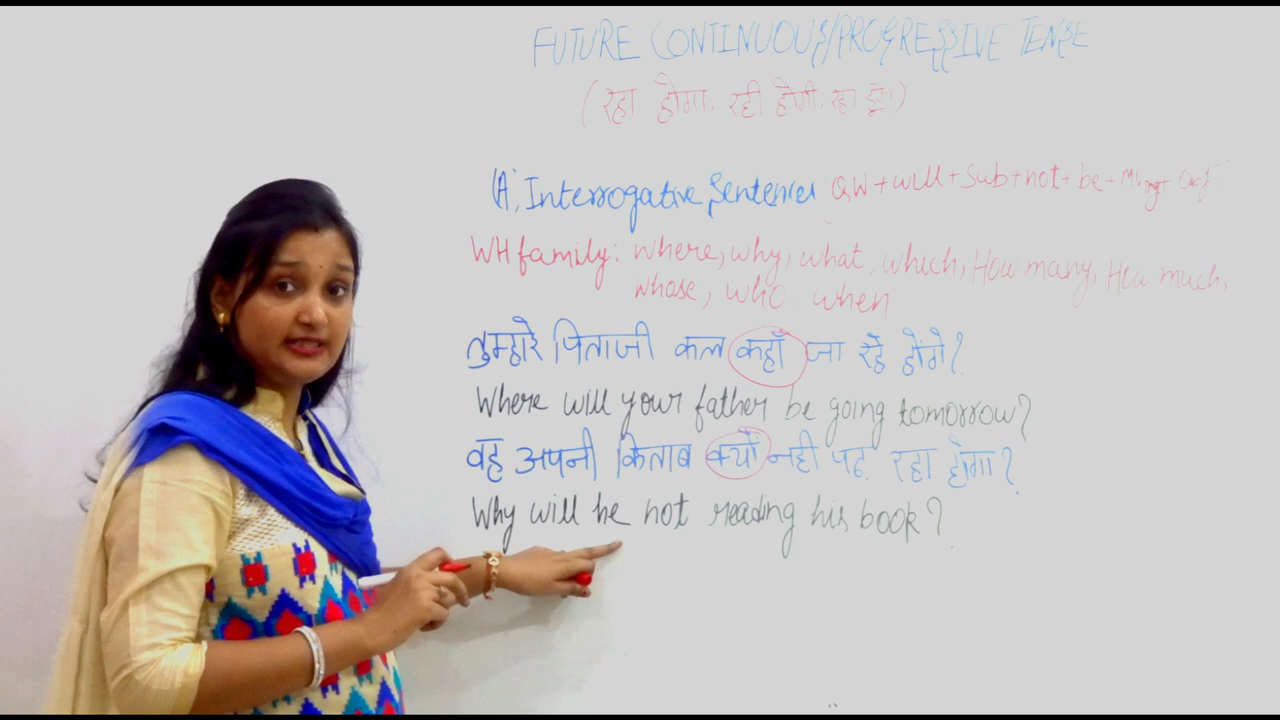 FUTURE CONTINUOUS/PROGRESSIVE TENSE
(रहा होगा, रही होगी, रहा हूँगा)
(A) Interrogative Sentences QW + will + Sub + not + be + MV ing + Obj
WH family: where, why, what, which, How many, How much,
whose, who when
तुम्हारे पिताजी कल कहाँ जा रहे होंगे?
Where will your father be going tomorrow?
वह अपनी किताब क्यों नहीं पढ़ रहा होगा?
Why will he not reading his book?